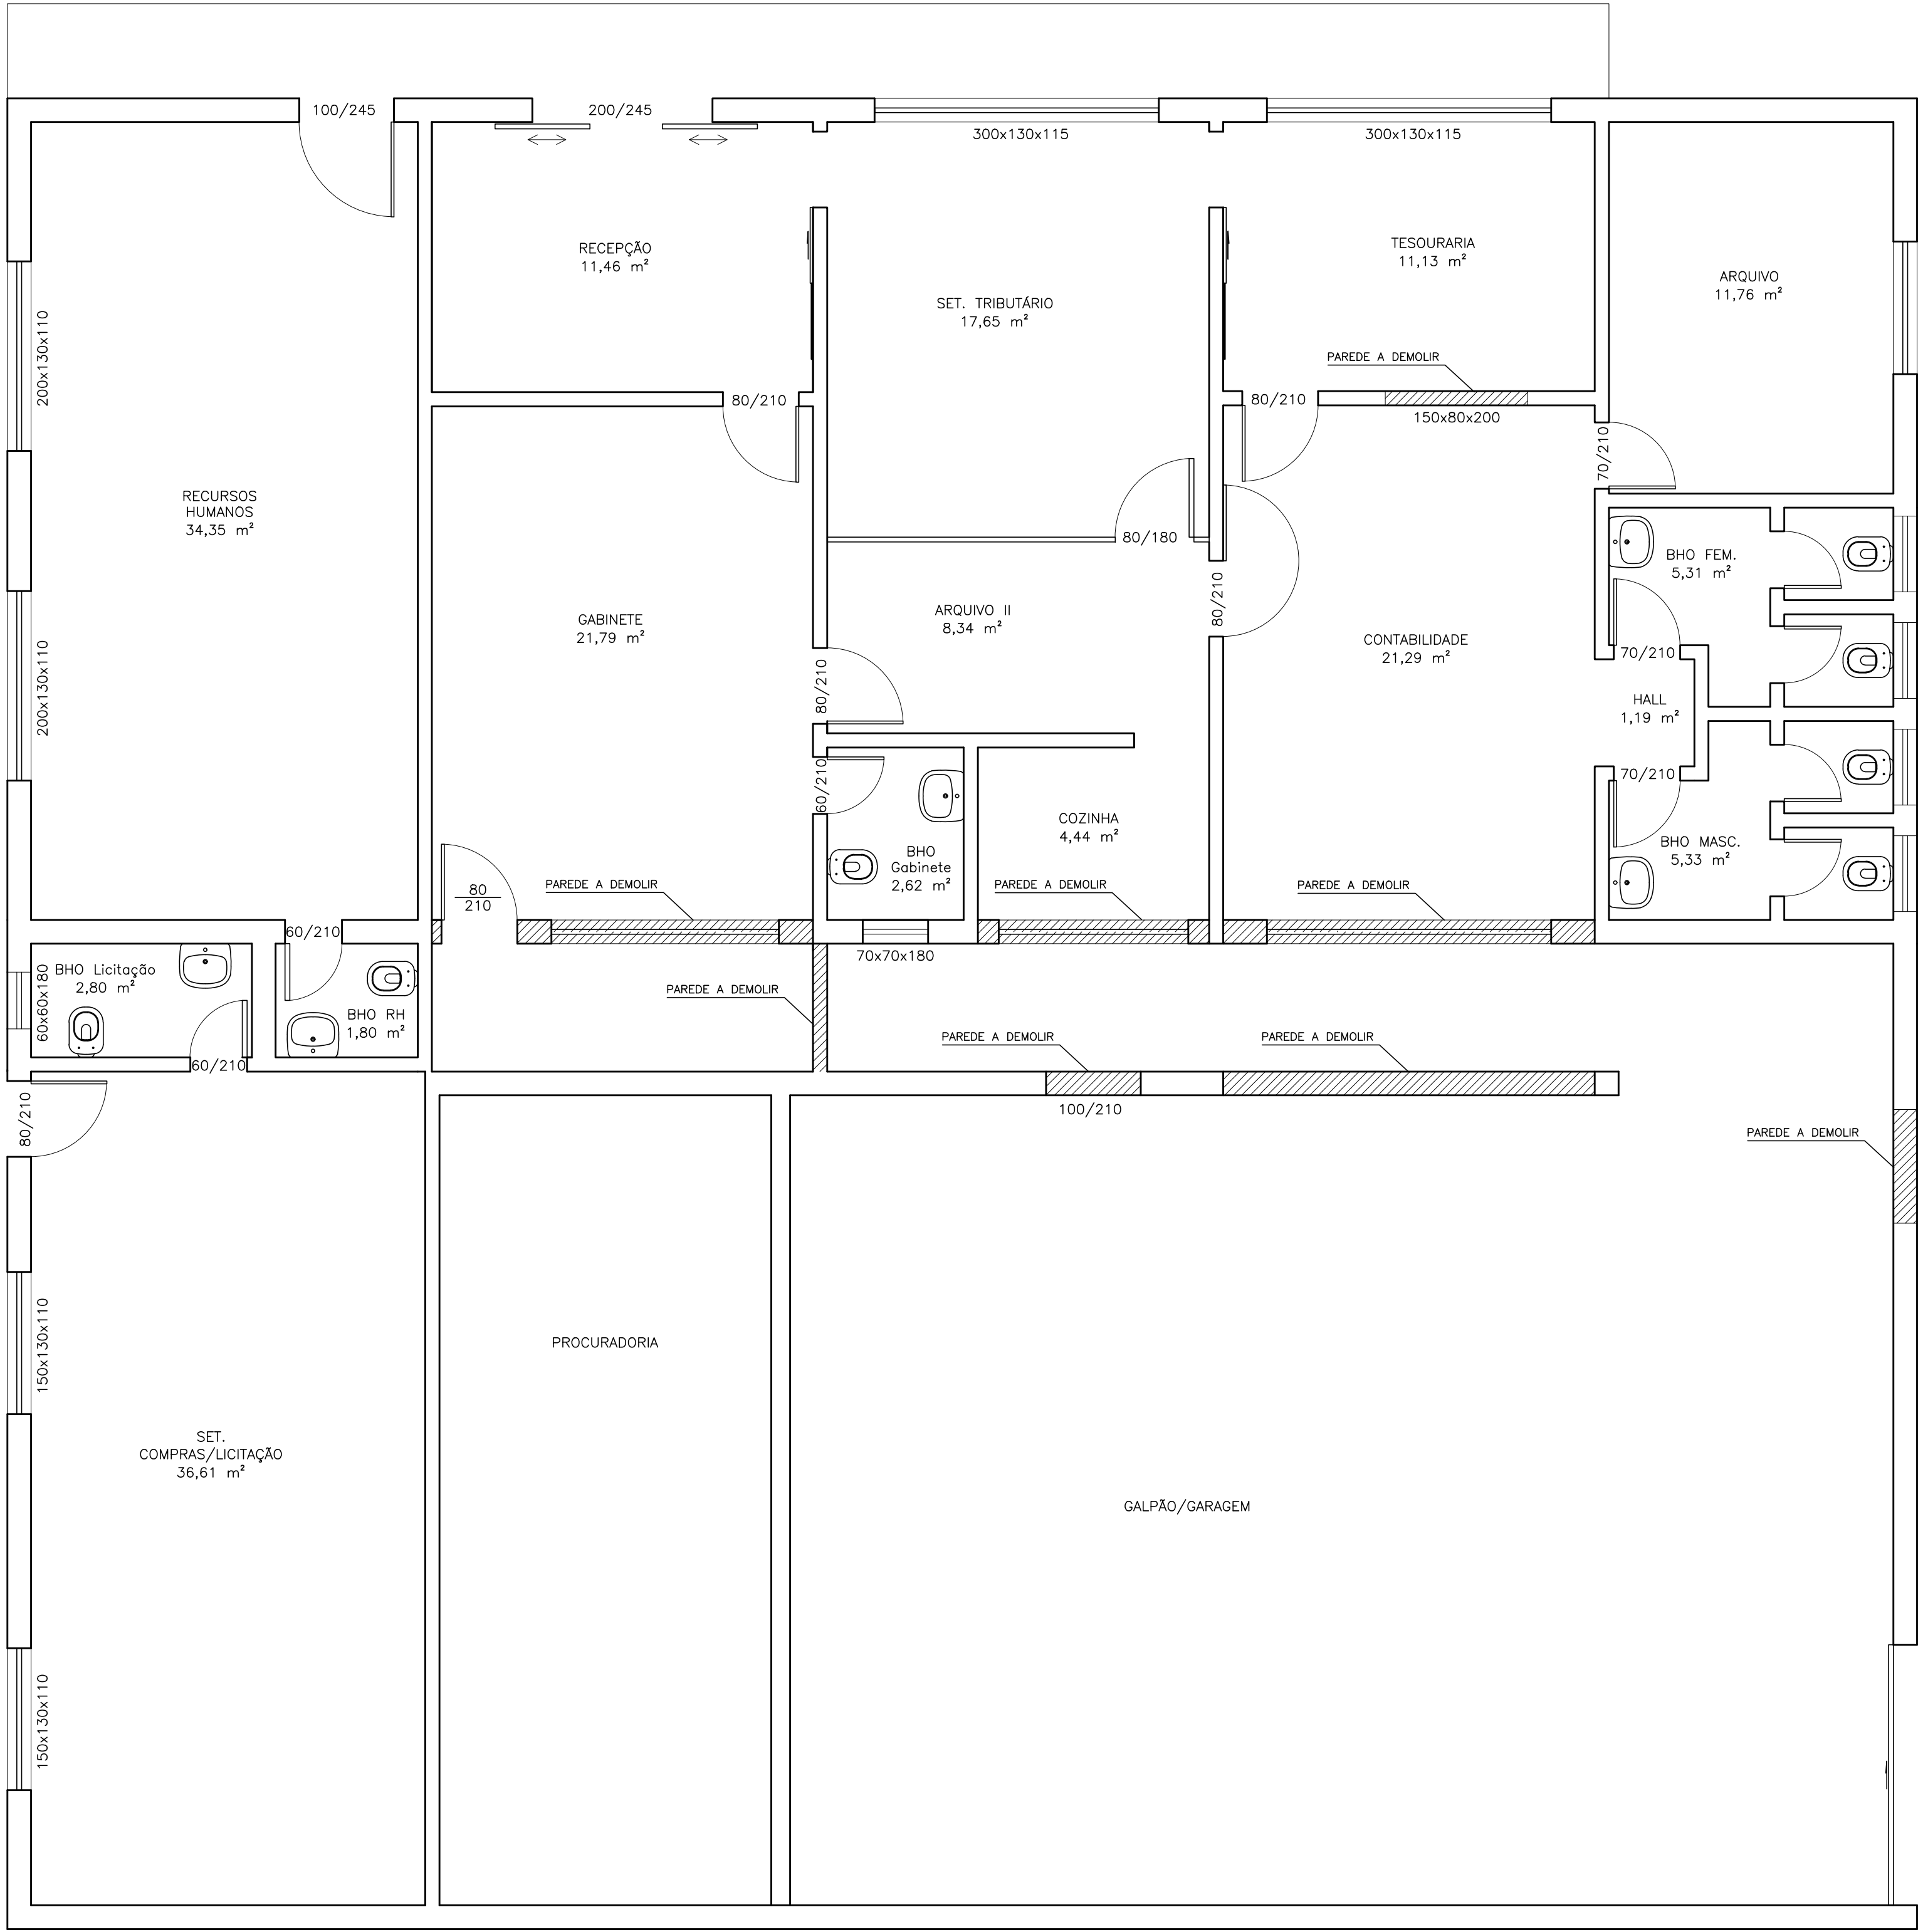 100/245
200/245
300x130x115
300x130x115
RECEPÇÃO
11,46 m²
TESOURARIA
11,13 m²
ARQUIVO
11,76 m²
SET. TRIBUTÁRIO
17,65 m²
200x130x110
PAREDE A DEMOLIR
80/210
80/210
150x80x200
70/210
RECURSOS
HUMANOS
34,35 m²
80/180
BHO FEM.
5,31 m²
80/210
ARQUIVO II
8,34 m²
GABINETE
21,79 m²
CONTABILIDADE
21,29 m²
70/210
200x130x110
80/210
HALL
1,19 m²
70/210
60/210
COZINHA
4,44 m²
BHO MASC.
5,33 m²
BHO
Gabinete
2,62 m²
80
210
PAREDE A DEMOLIR
PAREDE A DEMOLIR
PAREDE A DEMOLIR
60/210
70x70x180
BHO Licitação
2,80 m²
60x60x180
PAREDE A DEMOLIR
BHO RH
1,80 m²
PAREDE A DEMOLIR
PAREDE A DEMOLIR
60/210
80/210
100/210
PAREDE A DEMOLIR
150x130x110
PROCURADORIA
SET.
COMPRAS/LICITAÇÃO
36,61 m²
GALPÃO/GARAGEM
150x130x110